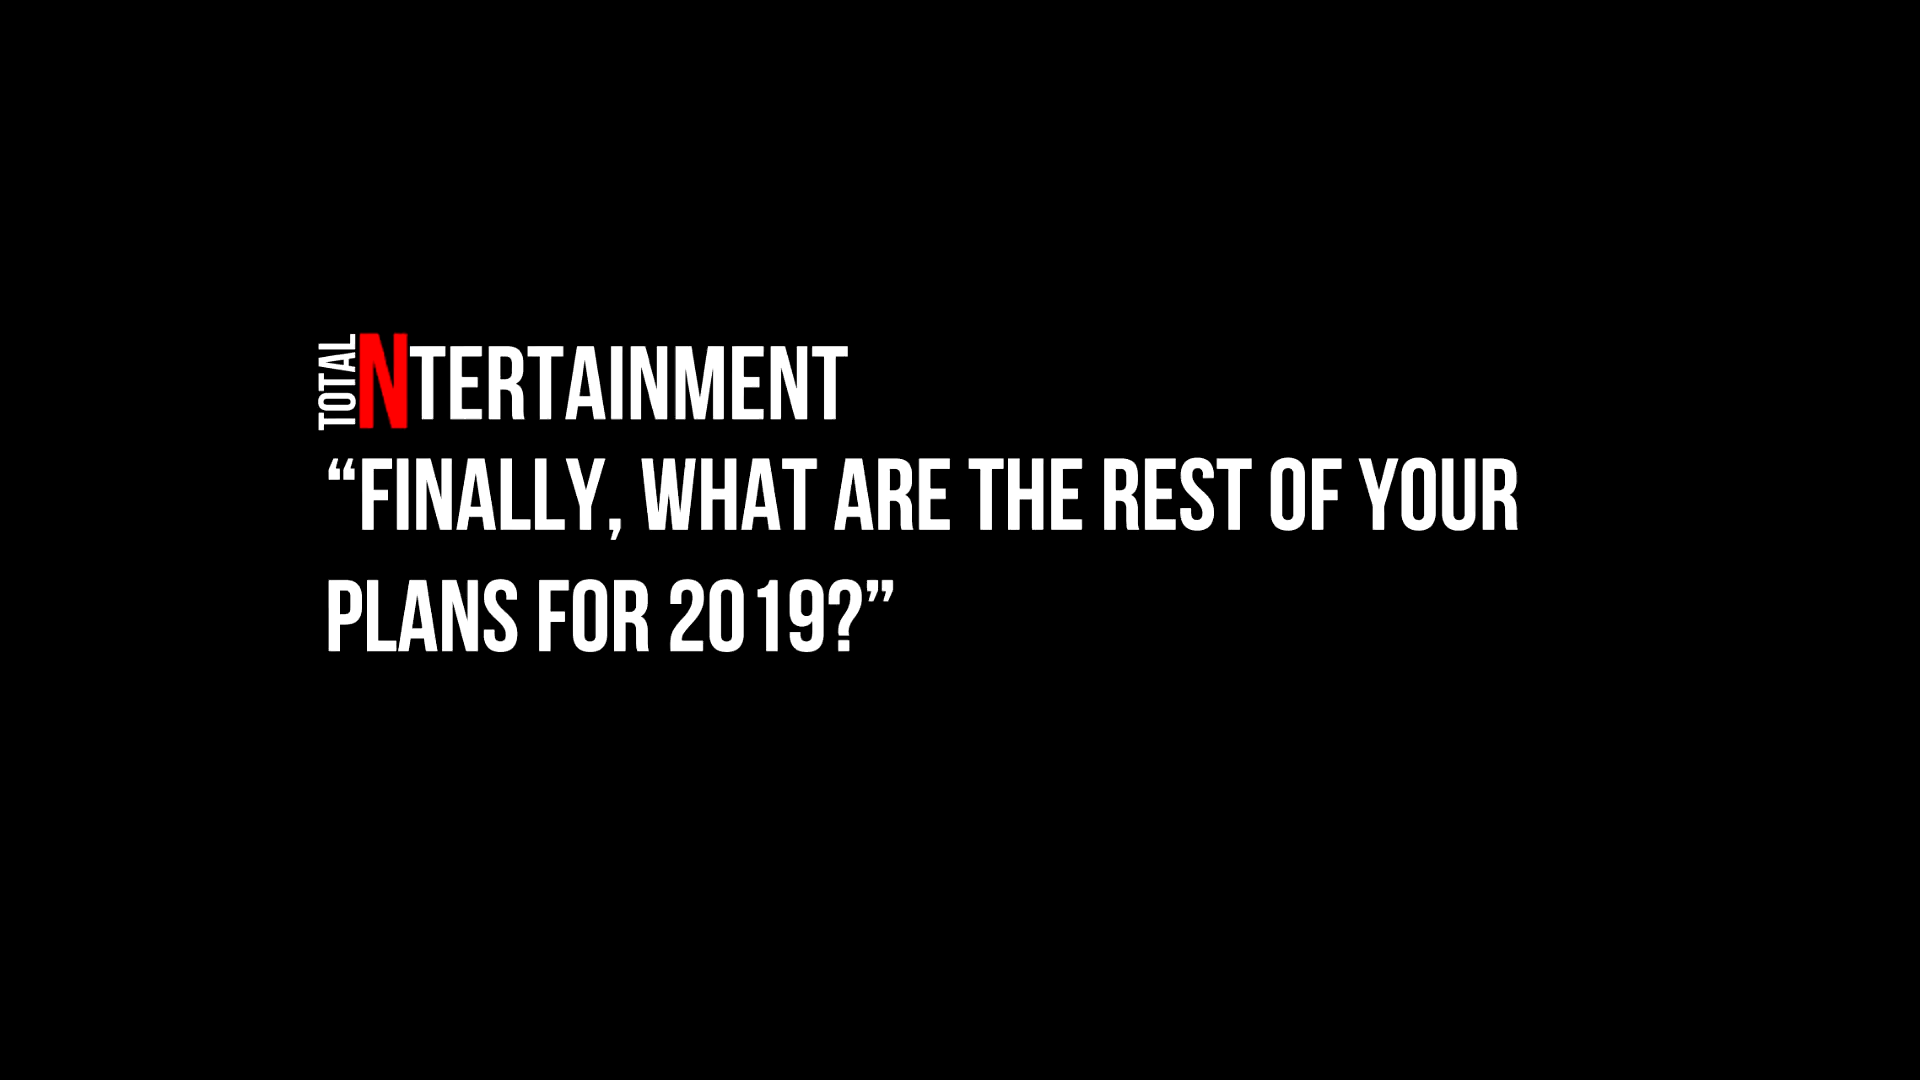 TOTAL NTERTAINMENT
“FINALLY, WHAT ARE THE REST OF YOUR
PLANS FOR 2019?”